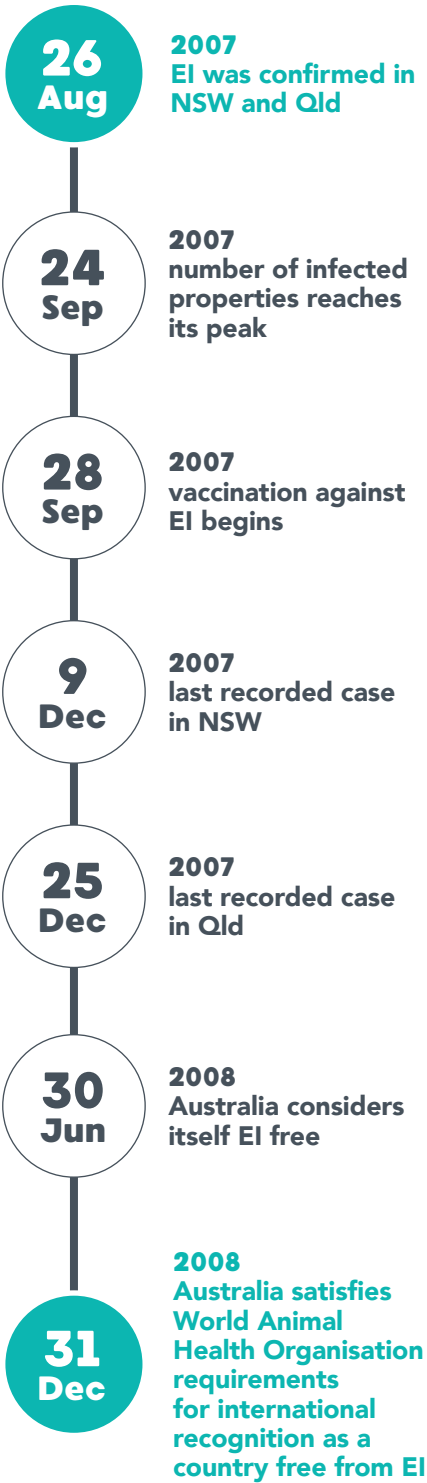 26
Aug
2007
EI was confirmed in
NSW and Qld
24
Sep
2007
number of infected
properties reaches
its peak
28
Sep
2007
vaccination against
EI begins
9
Dec
2007
last recorded case
in NSW
25
Dec
2007
last recorded case
in Qld
30
Jun
2008
Australia considers
itself EI free
31
Dec
2008
Australia satisfies
World Animal
Health Organisation
requirements
for international
recognition as a
country free from EI